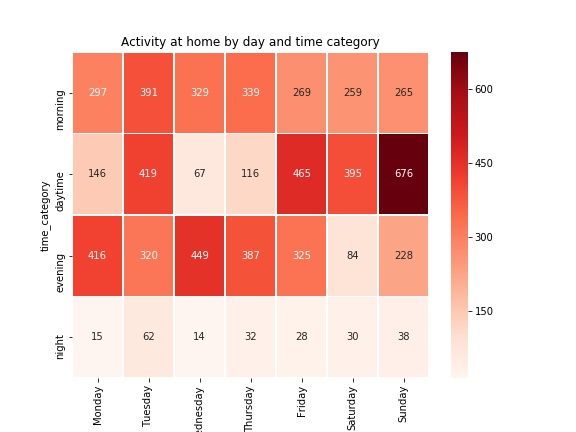 Activity at home by day and time category
297 391 329 339 269 259 265
146 419 67 116 465 395 676
416 320 449 387 325 84 228
15 62 14 32 28 30 38
morning
daytime
evening
night
time_category
Monday
Tuesday
ednesday
Thursday
Friday
Saturday
Sunday
600
450
300
150